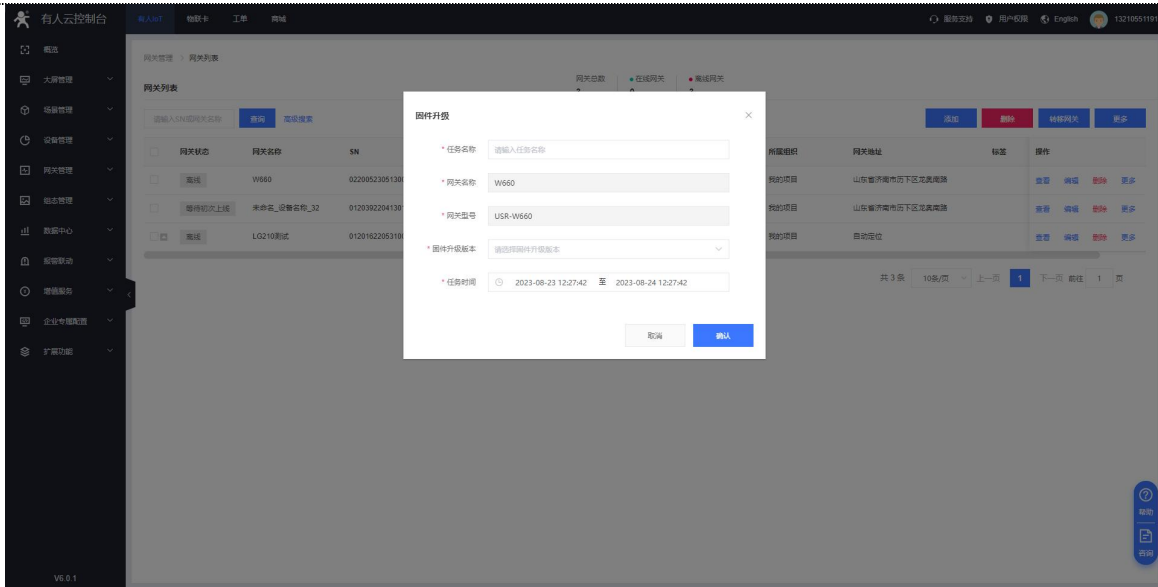 有人云控制台
有人IoT 物联卡 工单 商城
服务支持 用户权限 English 13210551191
概览
大屏管理
场景管理
设备管理
网关管理
组态管理
数据中心
报警联动
增值服务
企业专辑配置
扩展功能
V6.0.1
网关管理 / 网关列表
网关列表
网关总数 在线网关 离线网关
查询 高级搜索
添加 删除 转移网关 更多
网关状态 网关名称 SN 所属组织 网关地址 标签 操作
离线 W660 022005230513 我的项目 山东省济南市历下区龙奥南路 查看 编辑 删除 更多
等待初次上线 未命名_设备名称_32 012039220413 我的项目 山东省济南市历下区龙奥南路 查看 编辑 删除 更多
离线 LG210测试 012016220531 我的项目 自动定位 查看 编辑 删除 更多
共 3 条 10条/页 上一页 1 下一页 前往 1 页
固件升级
* 任务名称 请输入任务名称
* 网关名称 W660
* 网关型号 USR-W660
* 固件升级版本 请选择固件升级版本
* 任务时间 2023-08-23 12:27:42 至 2023-08-24 12:27:42
取消 确认
帮助
咨询